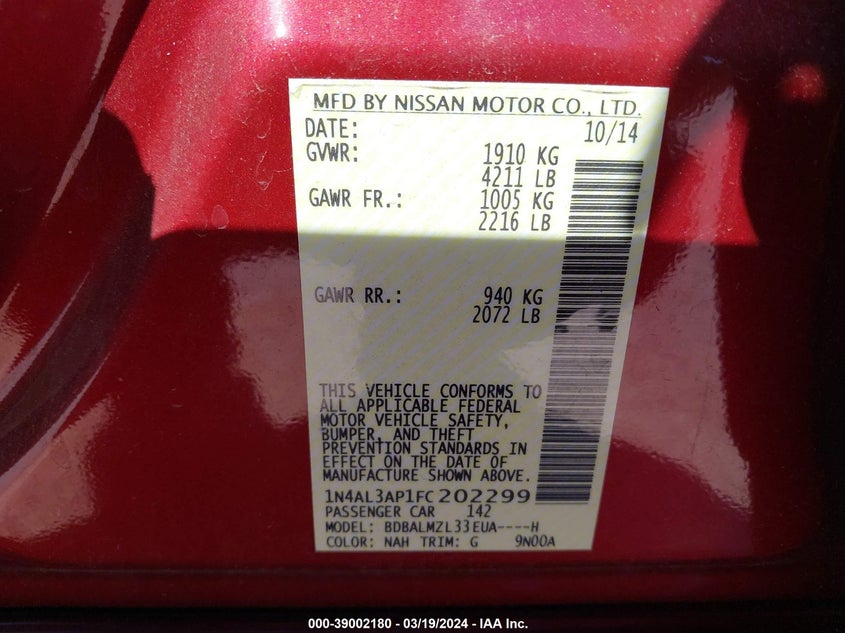 MFD BY NISSAN MOTOR CO., LTD.
DATE: 10/14
GVWR: 1910 KG
4211 LB
GAWR FR.: 1005 KG
2216 LB
GAWR RR.: 940 KG
2072 LB
THIS VEHICLE CONFORMS TO
ALL APPLICABLE FEDERAL
MOTOR VEHICLE SAFETY,
BUMPER, AND THEFT
PREVENTION STANDARDS IN
EFFECT ON THE DATE OF
MANUFACTURE SHOWN ABOVE.
1N4AL3AP1FC202299
PASSENGER CAR 142
MODEL: BDBALMZL33EUA----H
COLOR: NAH TRIM: G 9N00A
000-39002180 - 03/19/2024 - IAA Inc.